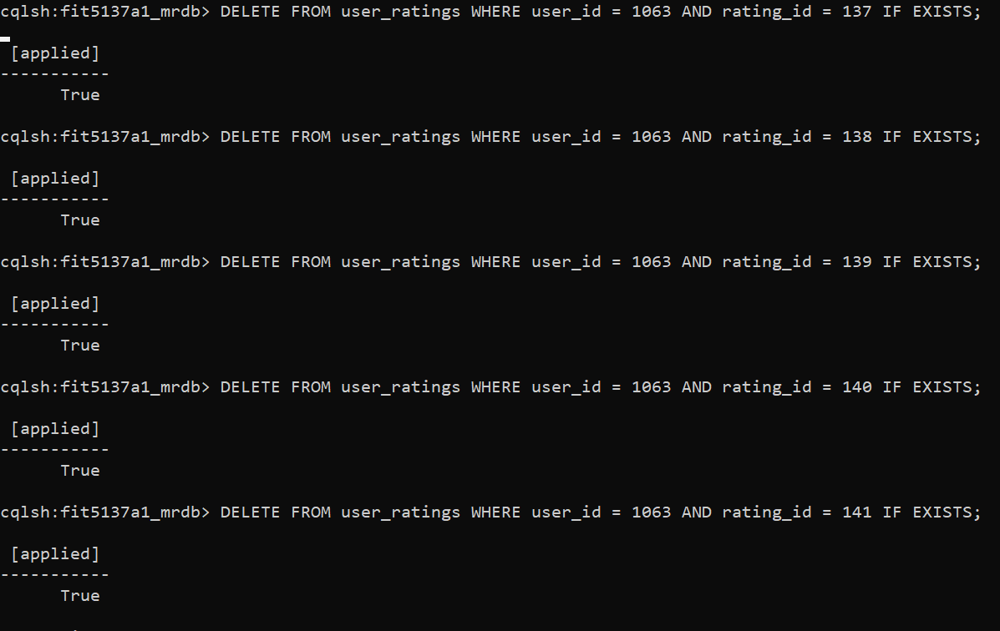 cqlsh:fit5137a1_mrdb> DELETE FROM user_ratings WHERE user_id = 1063 AND rating_id = 137 IF EXISTS;
[applied]
-----------
True
cqlsh:fit5137a1_mrdb> DELETE FROM user_ratings WHERE user_id = 1063 AND rating_id = 138 IF EXISTS;
[applied]
-----------
True
cqlsh:fit5137a1_mrdb> DELETE FROM user_ratings WHERE user_id = 1063 AND rating_id = 139 IF EXISTS;
[applied]
-----------
True
cqlsh:fit5137a1_mrdb> DELETE FROM user_ratings WHERE user_id = 1063 AND rating_id = 140 IF EXISTS;
[applied]
-----------
True
cqlsh:fit5137a1_mrdb> DELETE FROM user_ratings WHERE user_id = 1063 AND rating_id = 141 IF EXISTS;
[applied]
-----------
True